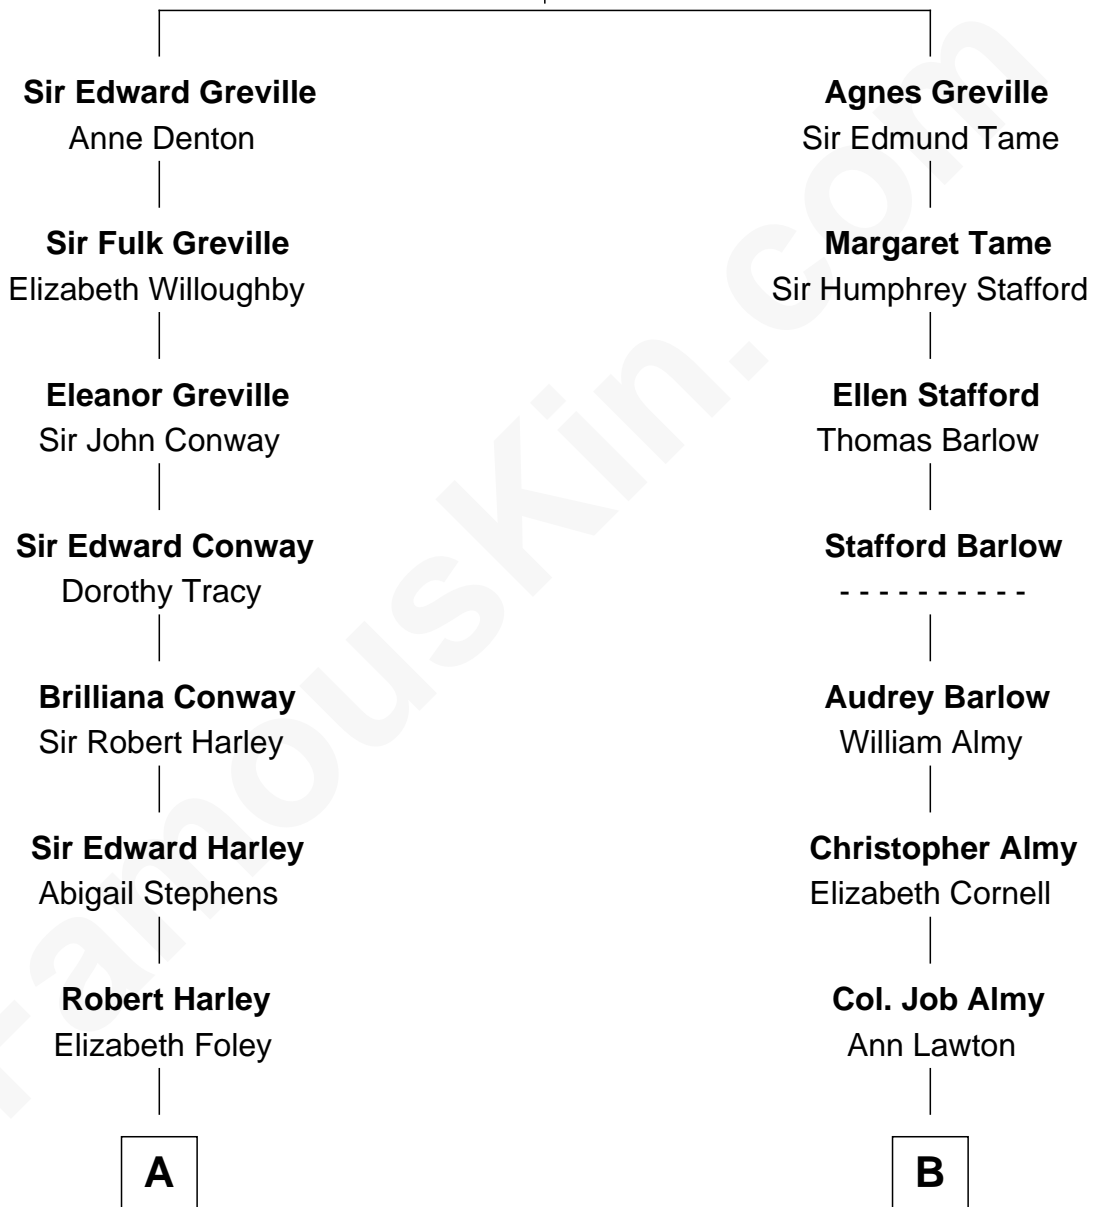 Sir Edward Greville
Anne Denton
Sir Fulk Greville
Elizabeth Willoughby
Eleanor Greville
Sir John Conway
Sir Edward Conway
Dorothy Tracy
Brilliana Conway
Sir Robert Harley
Sir Edward Harley
Abigail Stephens
Robert Harley
Elizabeth Foley
A
Agnes Greville
Sir Edmund Tame
Margaret Tame
Sir Humphrey Stafford
Ellen Stafford
Thomas Barlow
Stafford Barlow
- - - - - - - - - -
Audrey Barlow
William Almy
Christopher Almy
Elizabeth Cornell
Col. Job Almy
Ann Lawton
B
FamousKin.com